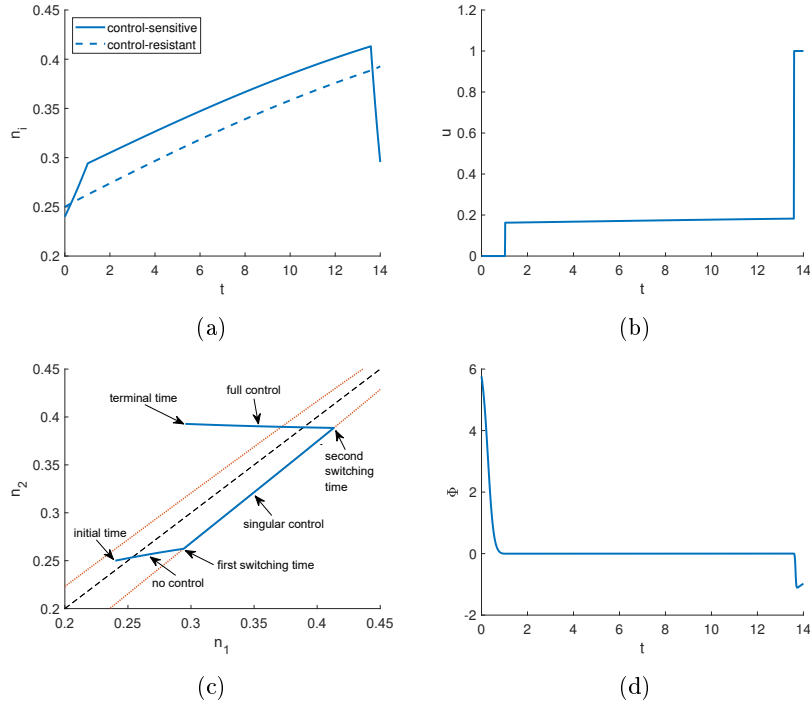 0.45
0.4
0.35
0.3
0.25
0.2
n_i
control-sensitive
control-resistant
0 2 4 6 8 10 12 14
t
(a)
1.2
1
0.8
0.6
0.4
0.2
0
u
0 2 4 6 8 10 12 14
t
(b)
0.45
0.4
0.35
0.3
0.25
0.2
n_2
terminal time
full control
second
switching
time
singular control
initial time
first switching time
no control
0.2 0.25 0.3 0.35 0.4 0.45
n_1
(c)
6
4
2
0
-2
Φ
0 2 4 6 8 10 12 14
t
(d)